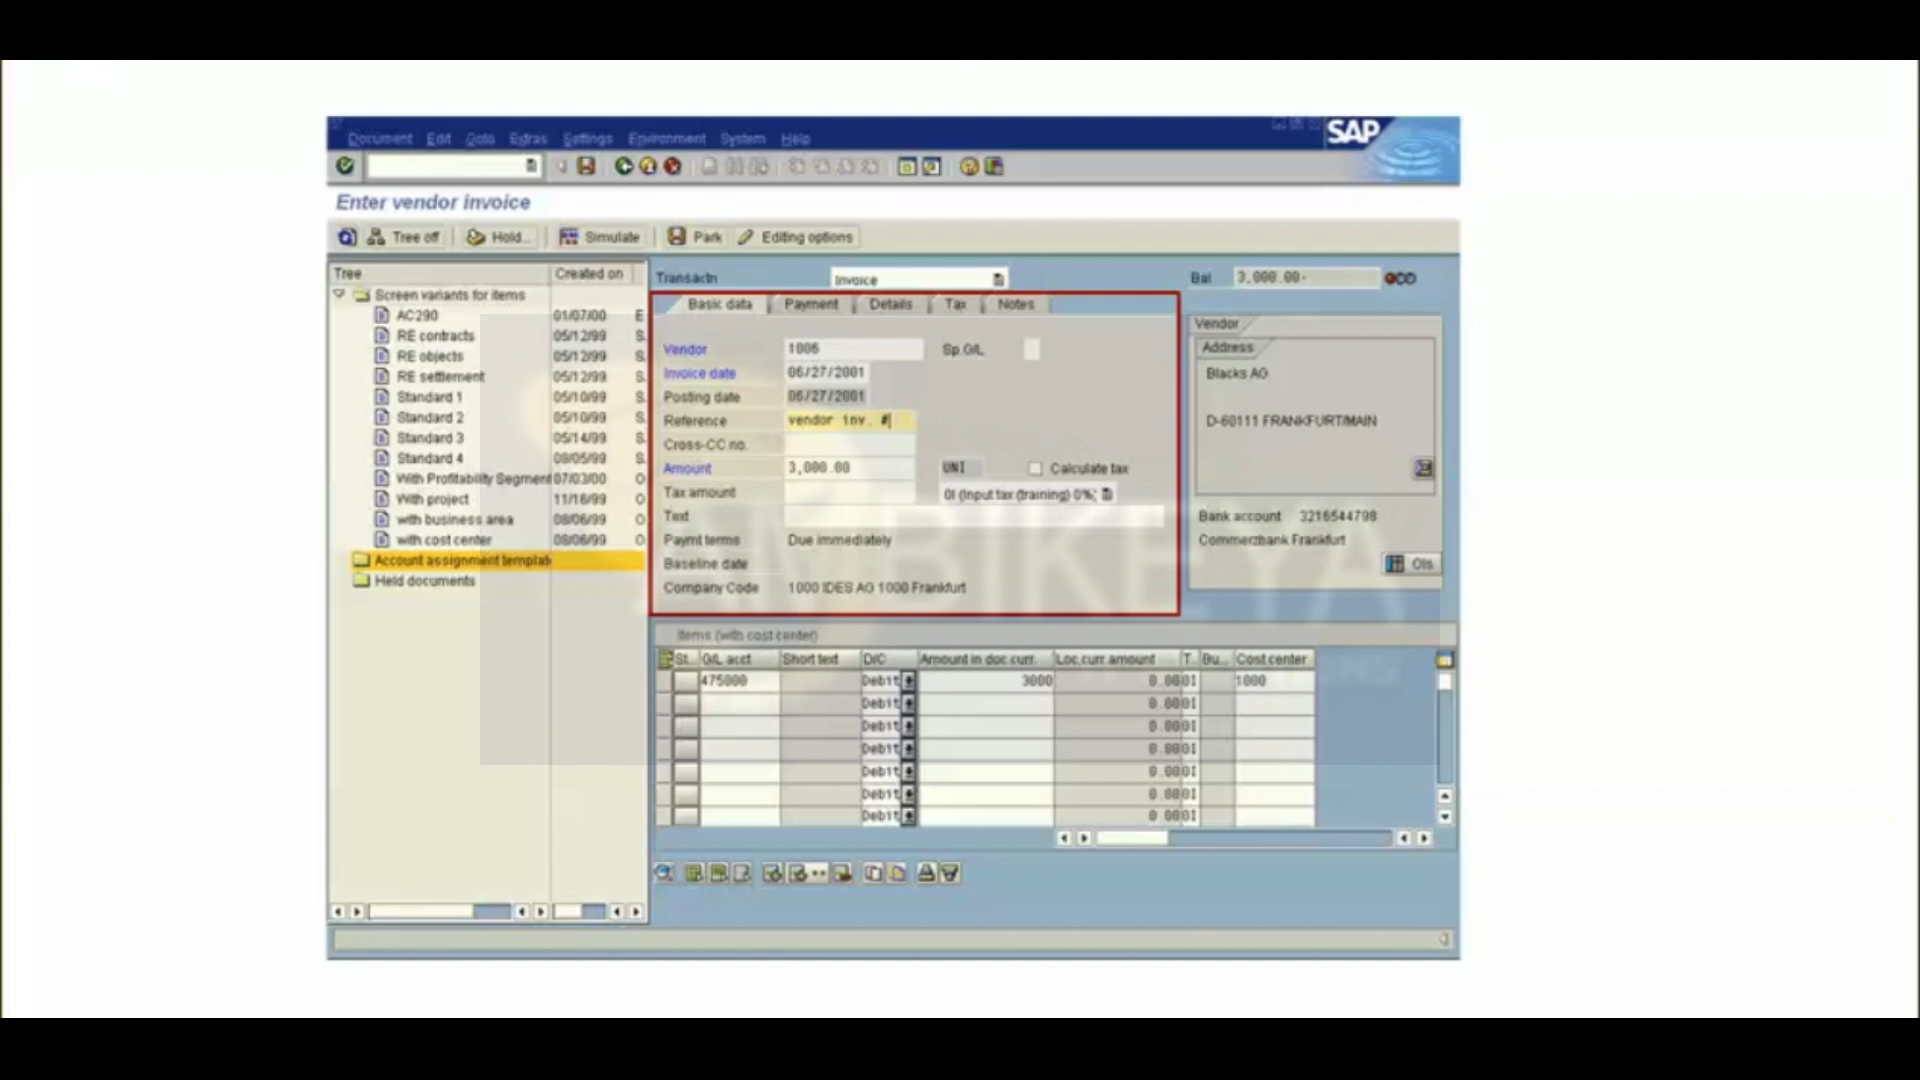 Document Edit Goto Extras Settings Environment System Help
SAP
Enter vendor invoice
Tree off Hold... Simulate Park Editing options
Tree Created on
Screen variants for items
AC290 01/07/00 E
RE contracts 05/12/99 S.
RE objects 05/12/99 S.
RE settlement 05/12/99 S.
Standard 1 05/10/99 S.
Standard 2 05/10/99 S.
Standard 3 05/14/99 S.
Standard 4 08/05/99 S.
With Profitability Segment 07/03/00 O
With project 11/16/99 O
with business area 08/06/99 O
with cost center 08/06/99 O
Account assignment templat
Held documents
Transactn Invoice Bal 3,000.00-
Basic data Payment Details Tax Notes
Vendor 1006 Sp.G/L
Invoice date 06/27/2001
Posting date 06/27/2001
Reference vendor inv. #
Cross-CC no.
Amount 3,000.00 UNI Calculate tax
Tax amount 0I (Input tax (training) 0%)
Text
Paymt terms Due immediately
Baseline date
Company Code 1000 IDES AG 1000 Frankfurt
Vendor
Address
Blacks AG
D-60111 FRANKFURT/MAIN
Bank account 3216544798
Commerzbank Frankfurt
OIs
AMBIKEYA
Items (with cost center)
St... G/L acct Short text D/C Amount in doc.curr. Loc.curr.amount T.. Bu... Cost center
475000 Debit 3000 0.00 0I 1000
Debit 0.00 0I
Debit 0.00 0I
Debit 0.00 0I
Debit 0.00 0I
Debit 0.00 0I
Debit 0.00 0I